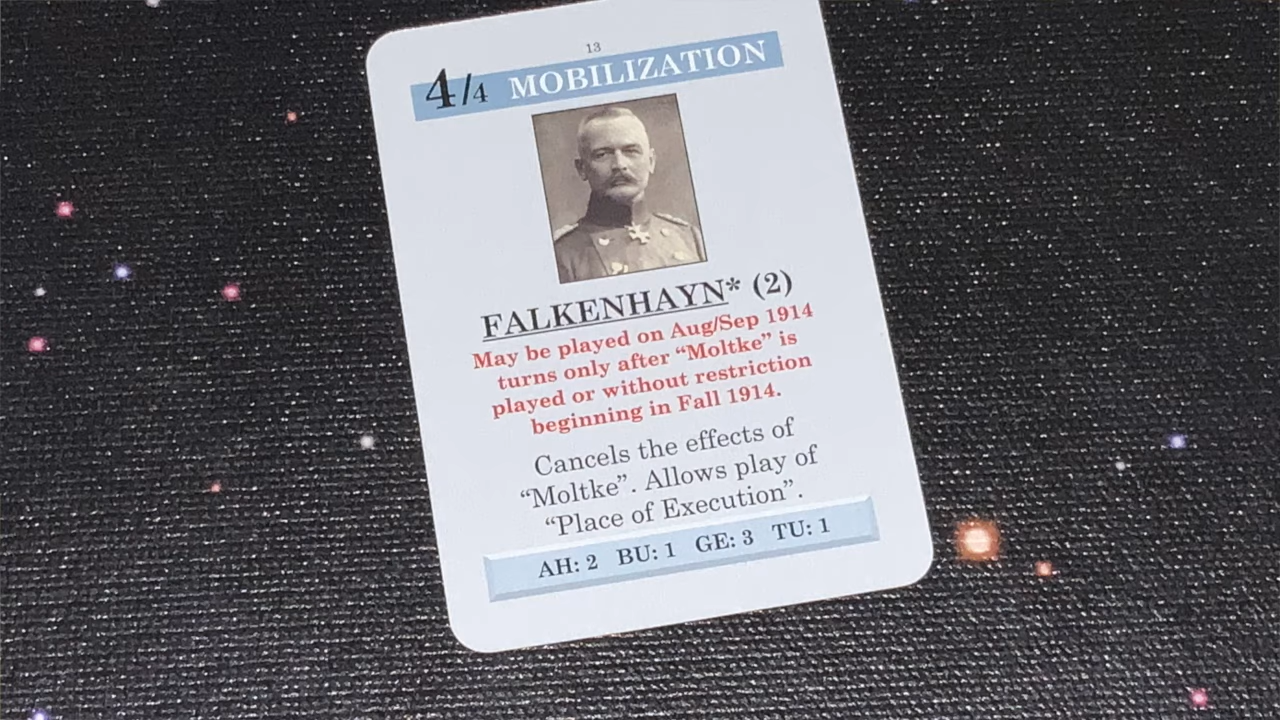 13
4/4 MOBILIZATION
FALKENHAYN* (2)
May be played on Aug/Sep 1914
turns only after “Moltke” is
played or without restriction
beginning in Fall 1914.
Cancels the effects of
“Moltke”. Allows play of
“Place of Execution”.
AH: 2 BU: 1 GE: 3 TU: 1